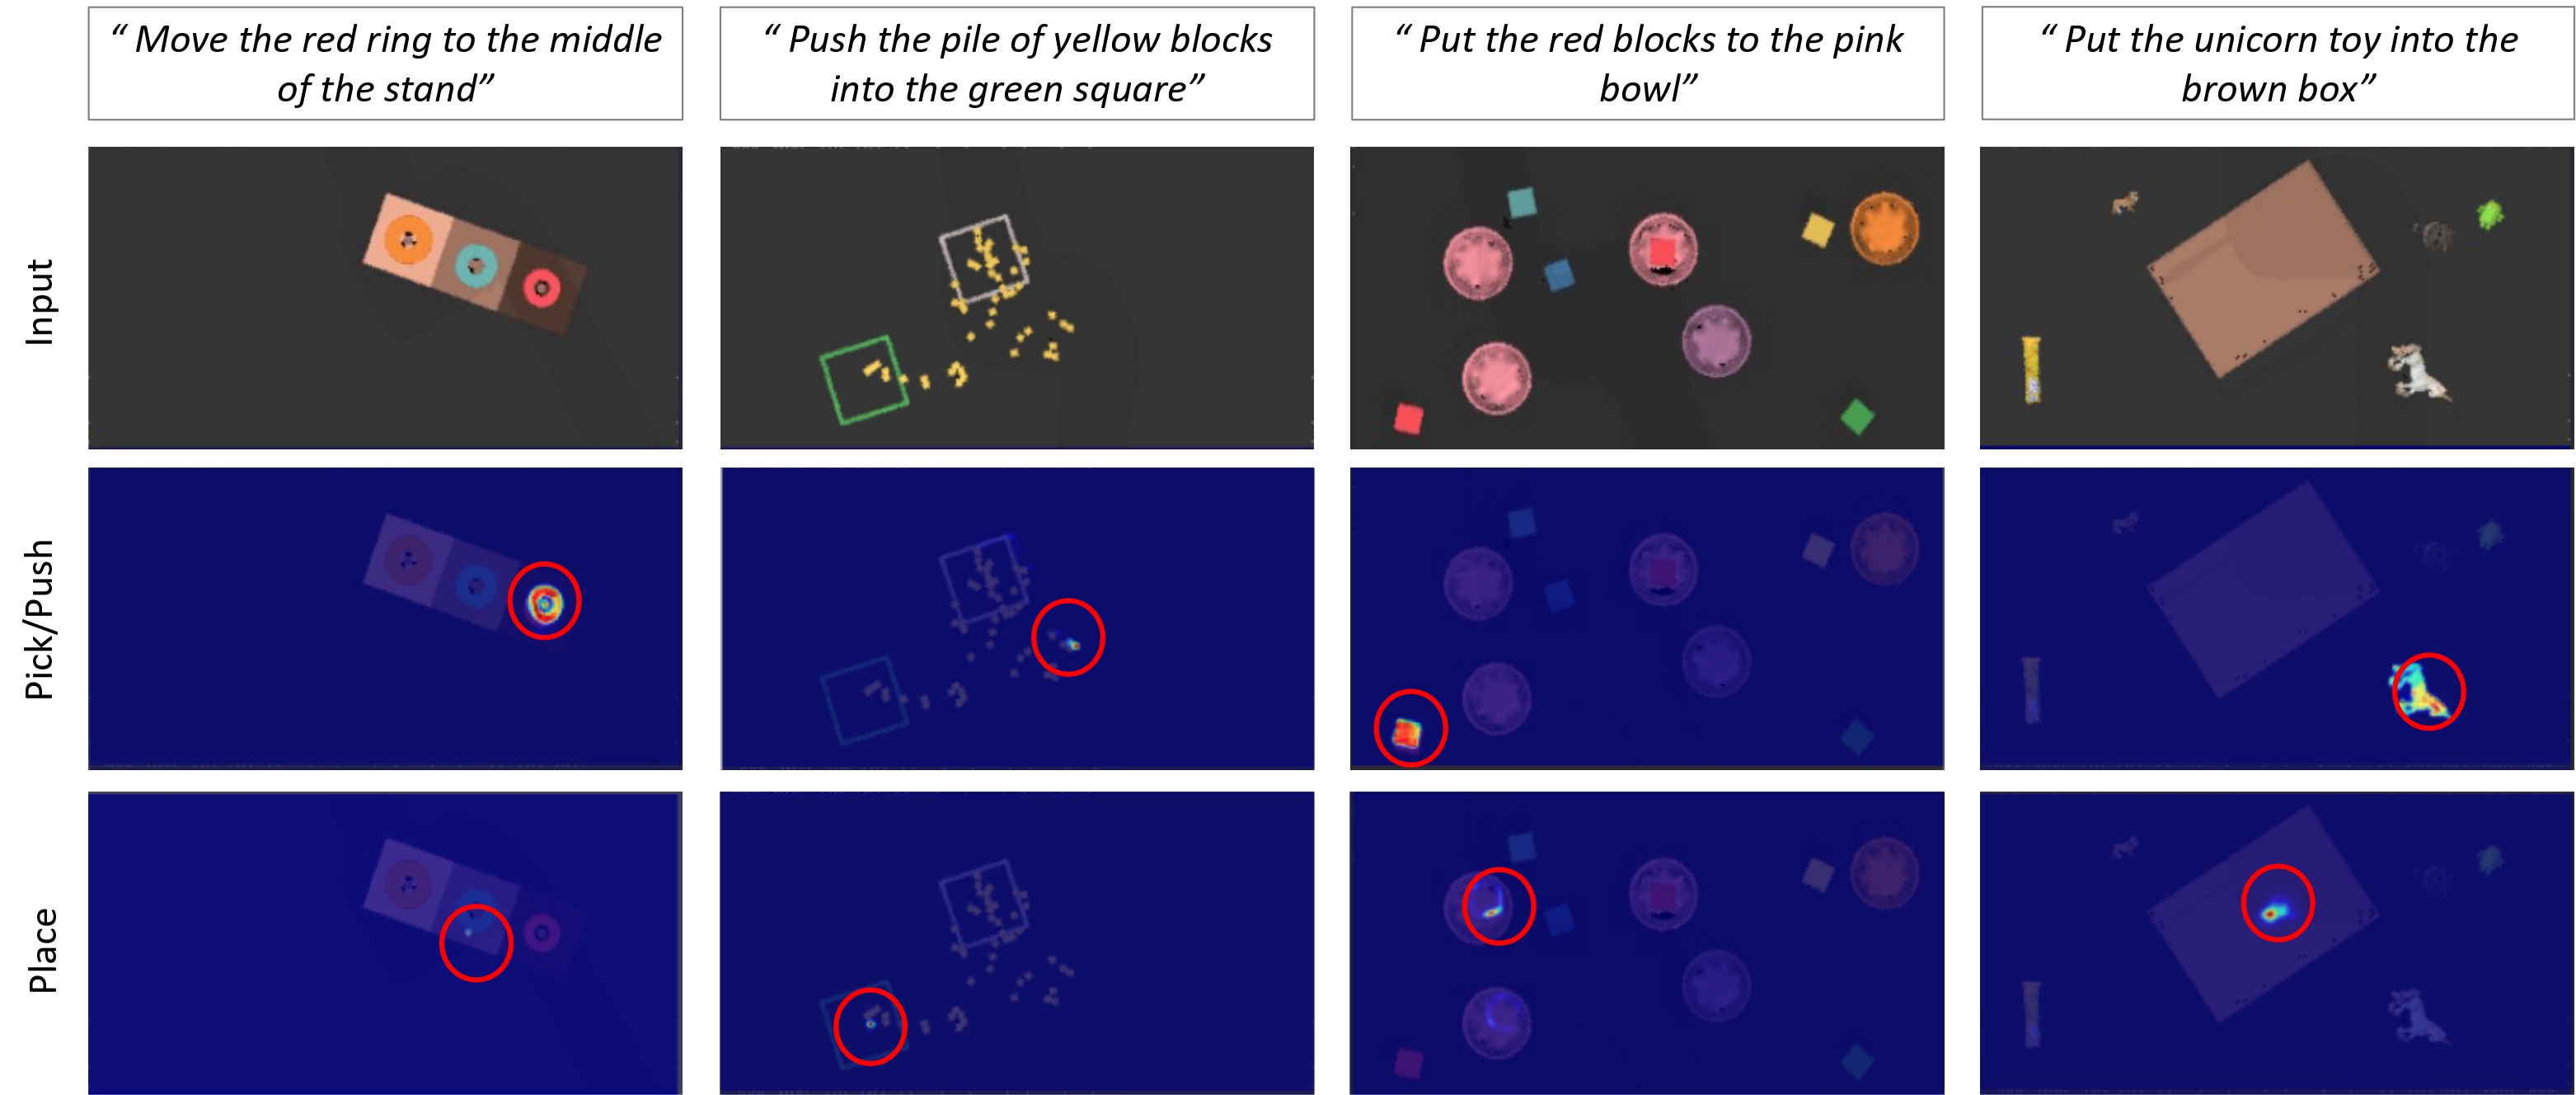 “ Move the red ring to the middle
of the stand”
“ Push the pile of yellow blocks
into the green square”
“ Put the red blocks to the pink
bowl”
“ Put the unicorn toy into the
brown box”
Input
Pick/Push
Place